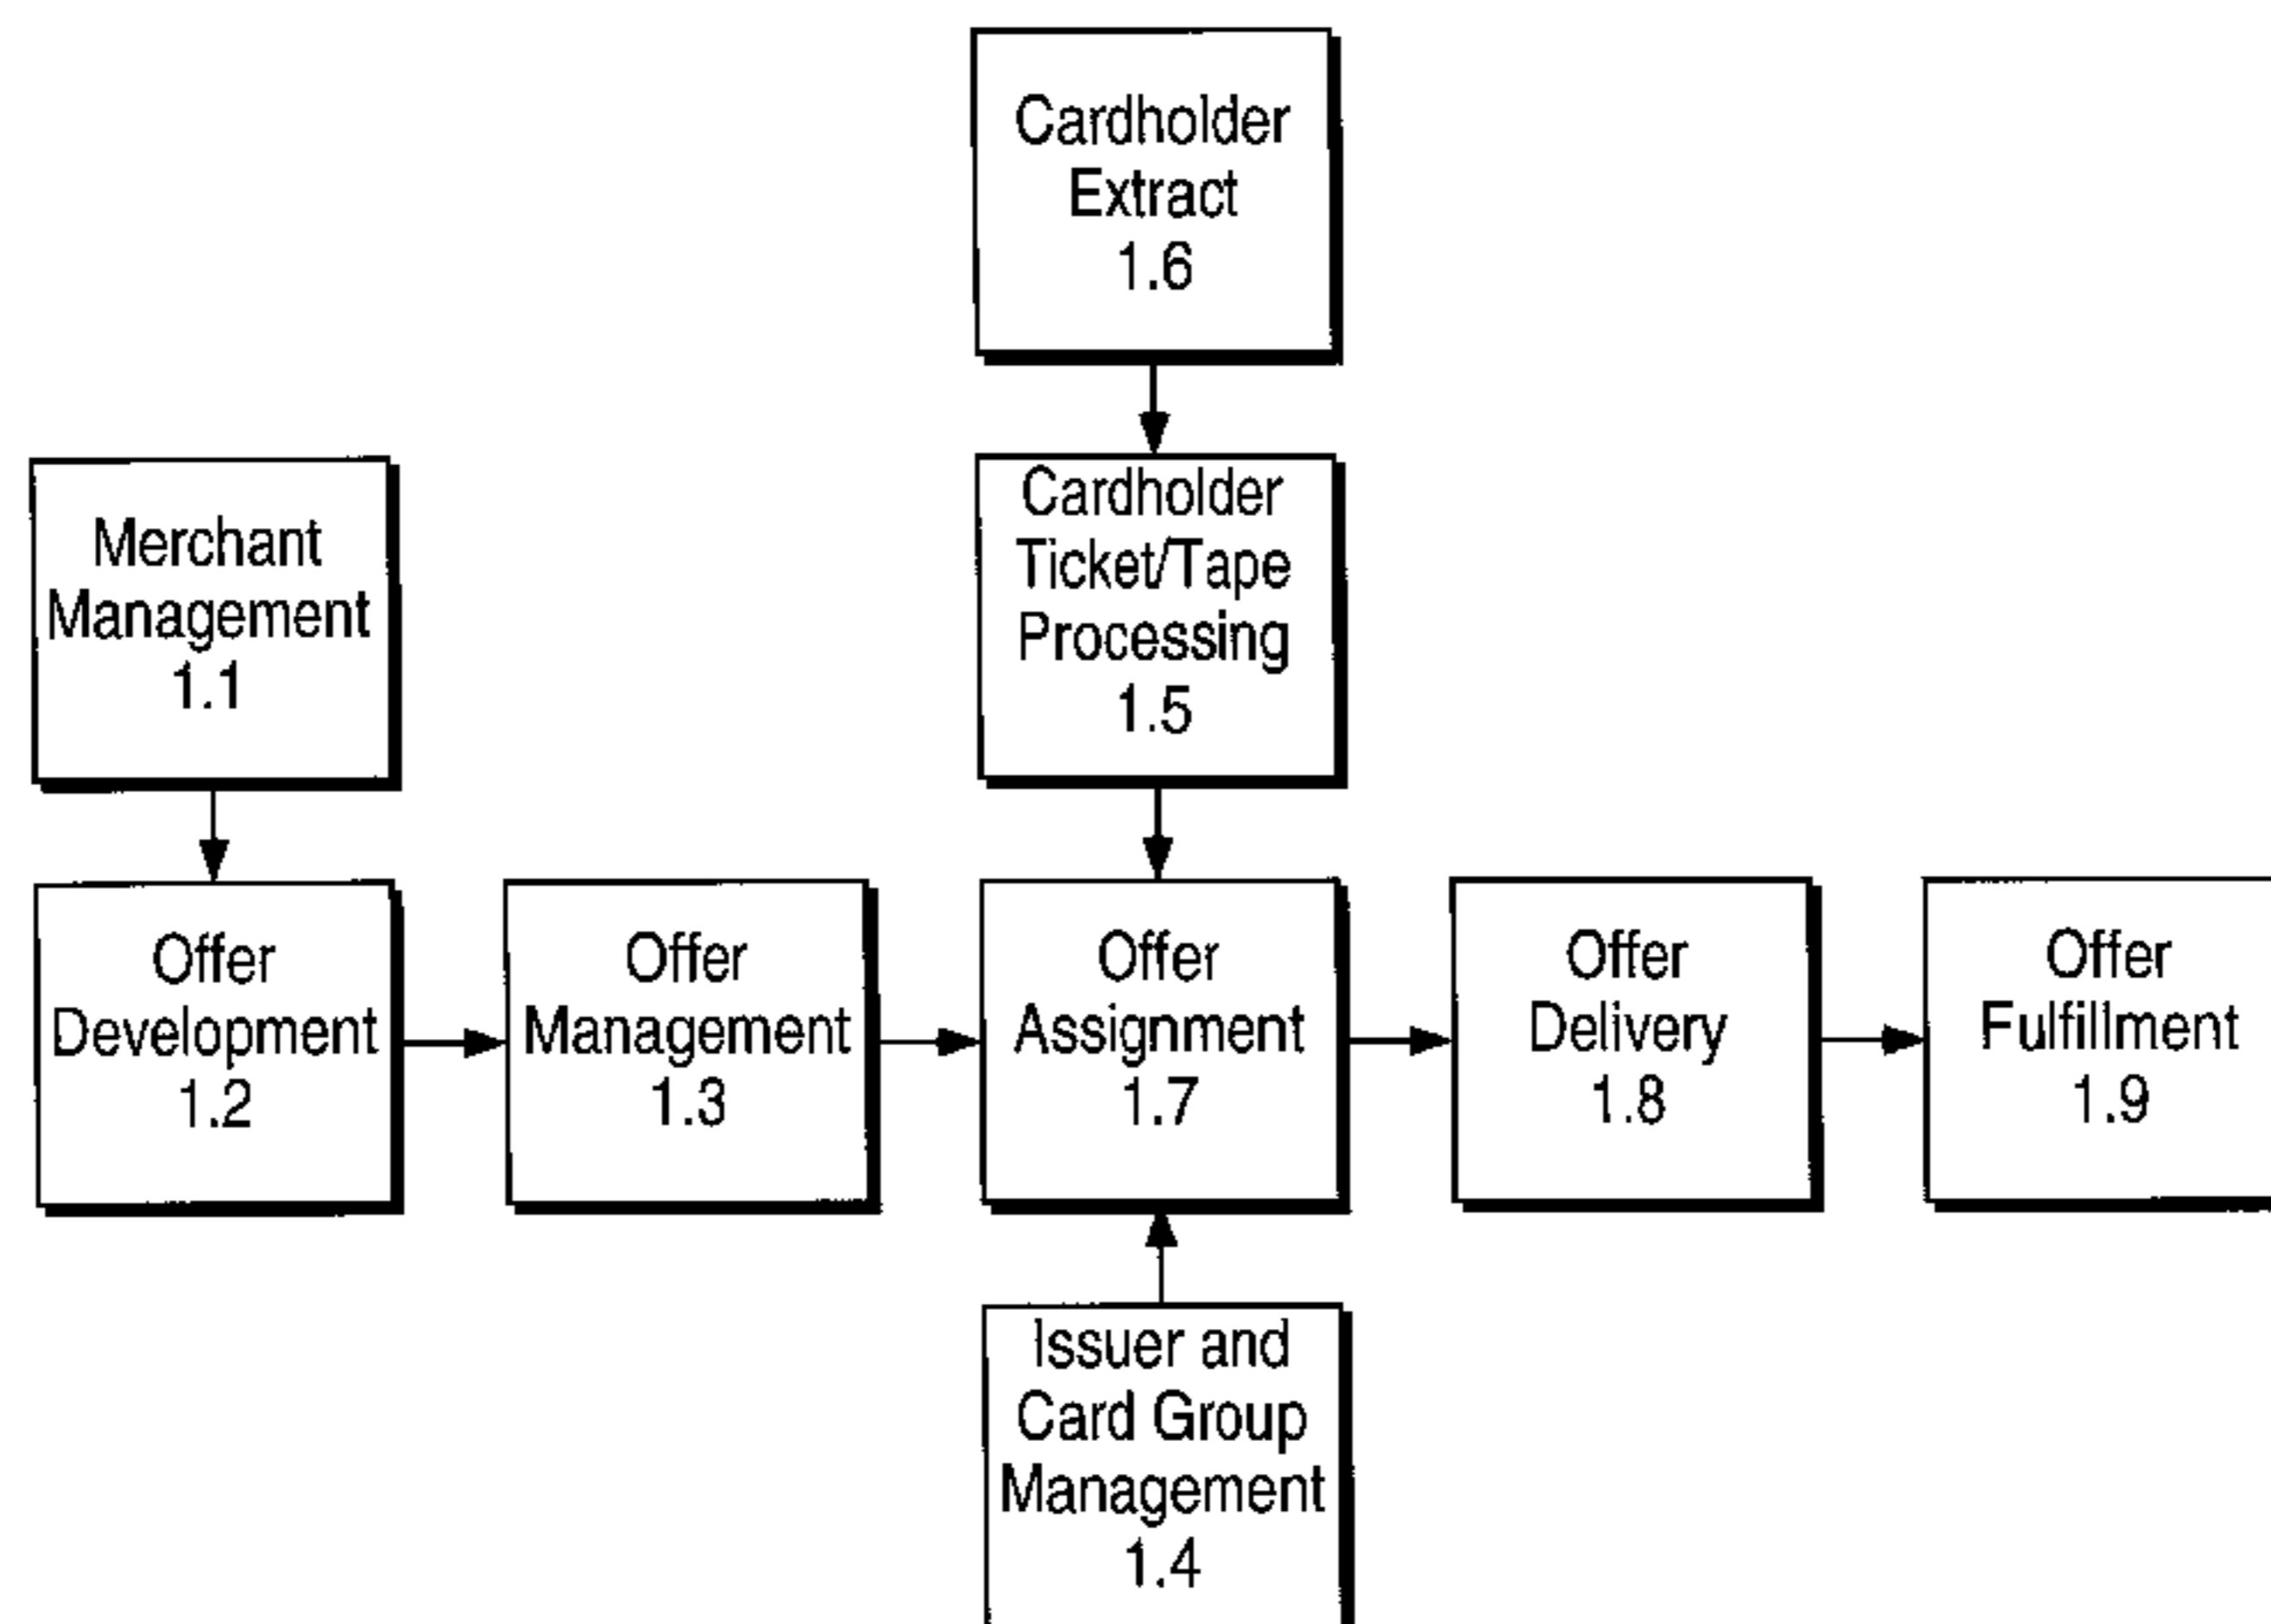 Cardholder
Extract
1.6
Merchant
Management
1.1
Cardholder
Ticket/Tape
Processing
1.5
Offer
Development
1.2
Offer
Management
1.3
Offer
Assignment
1.7
Offer
Delivery
1.8
Offer
Fulfillment
1.9
Issuer and
Card Group
Management
1.4